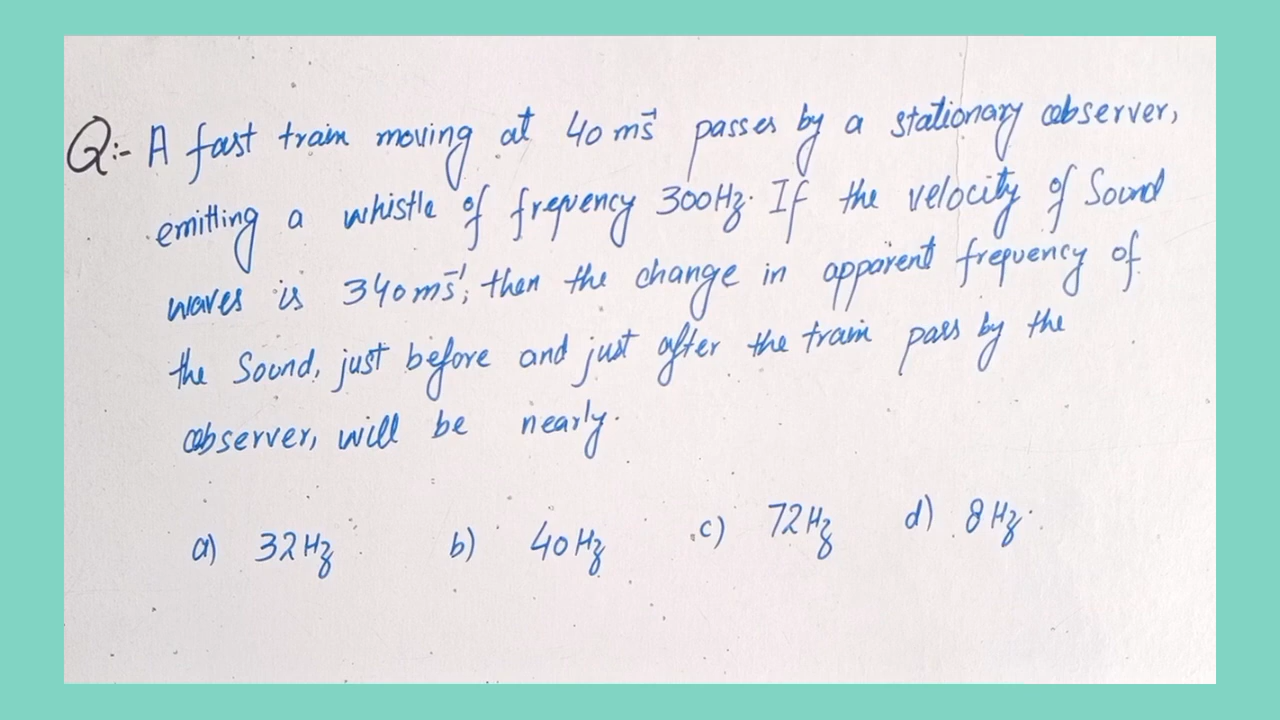 Q:- A fast train moving at 40 ms⁻¹ passes by a stationary observer,
emitting a whistle of frequency 300Hz. If the velocity of Sound
waves is 340 ms⁻¹, then the change in apparent frequency of
the Sound, just before and just after the train pass by the
observer, will be nearly.
a) 32Hz b) 40Hz c) 72Hz d) 8Hz.